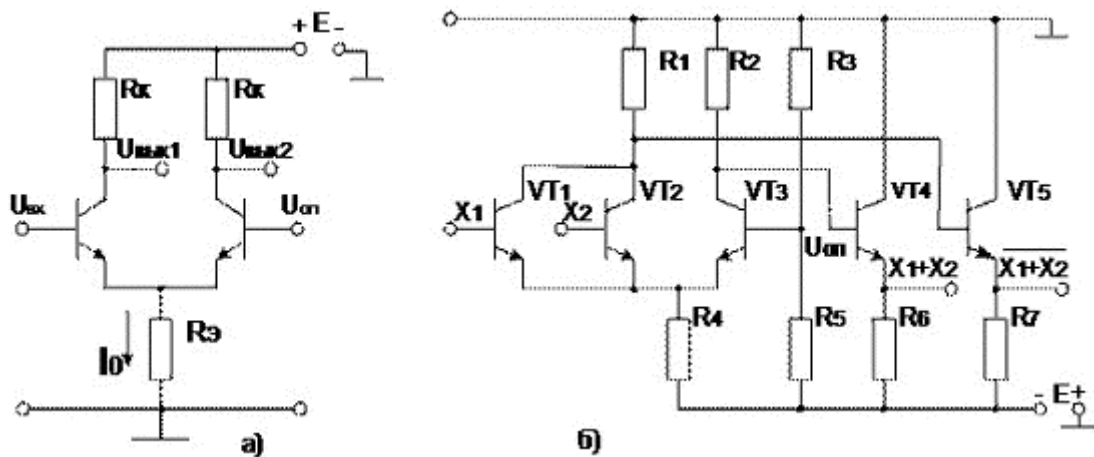 + E -
Rк Rк
Uвых1 Uвых2
Uвх Uоп
Rэ
I0
а)
R1 R2 R3
VT1 VT2 VT3 VT4 VT5
X1 X2
Uоп
X1+X2 X1+X2
R4 R5 R6 R7
- E+
б)